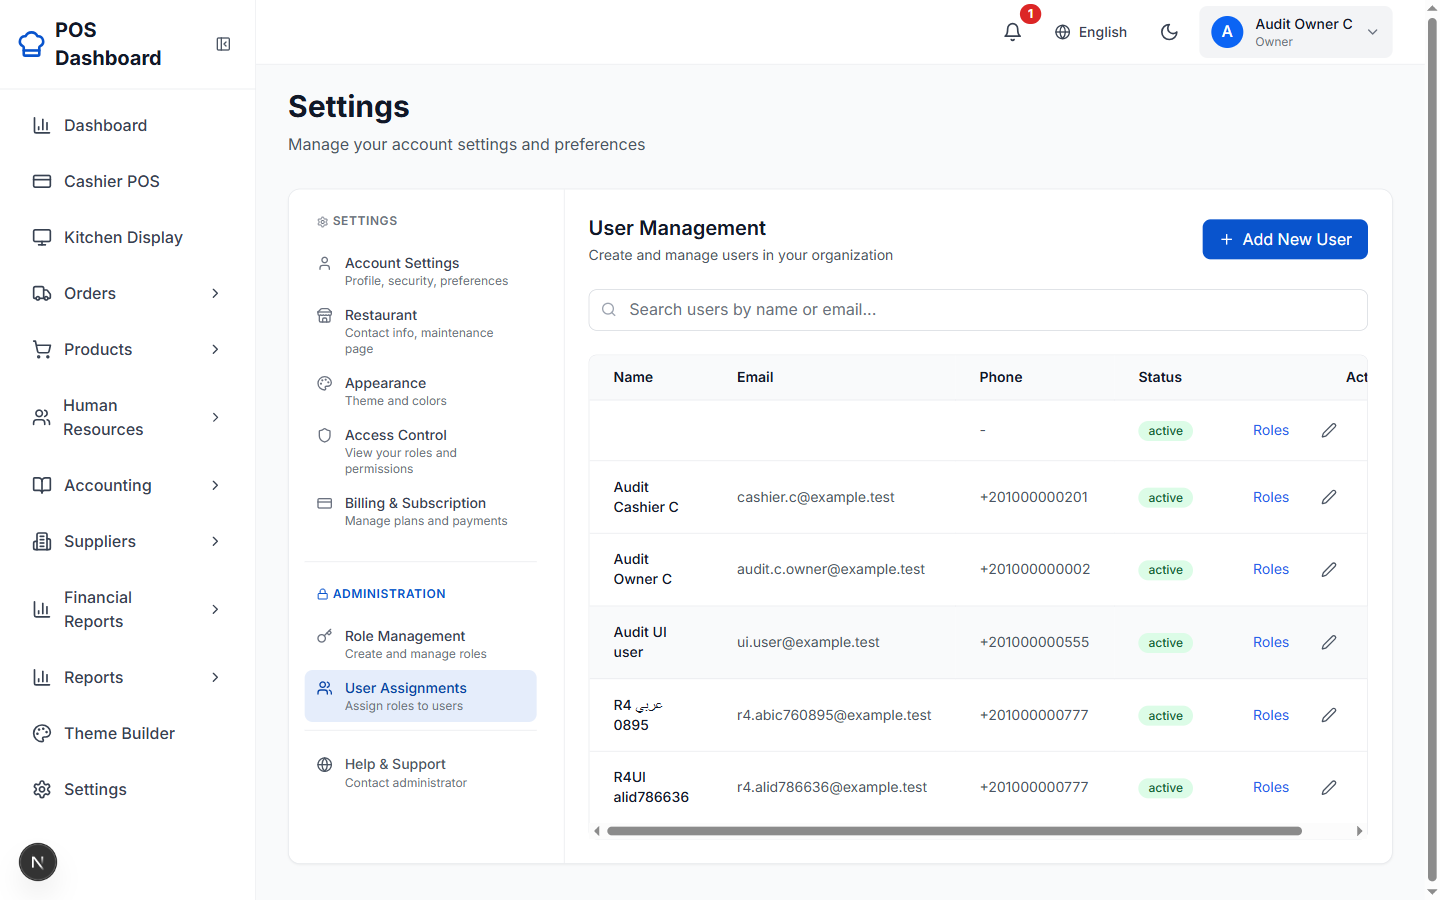 POS
Dashboard
1
English
A
Audit Owner C
Owner
Dashboard
Cashier POS
Kitchen Display
Orders
Products
Human
Resources
Accounting
Suppliers
Financial
Reports
Reports
Theme Builder
Settings
N
Settings
Manage your account settings and preferences
SETTINGS
Account Settings
Profile, security, preferences
Restaurant
Contact info, maintenance
page
Appearance
Theme and colors
Access Control
View your roles and
permissions
Billing & Subscription
Manage plans and payments
ADMINISTRATION
Role Management
Create and manage roles
User Assignments
Assign roles to users
Help & Support
Contact administrator
User Management
Create and manage users in your organization
+ Add New User
Search users by name or email...
Name Email Phone Status Act
- active Roles
Audit
Cashier C cashier.c@example.test +201000000201 active Roles
Audit
Owner C audit.c.owner@example.test +201000000002 active Roles
Audit UI
user ui.user@example.test +201000000555 active Roles
R4 عربي
0895 r4.abic760895@example.test +201000000777 active Roles
R4UI
alid786636 r4.alid786636@example.test +201000000777 active Roles